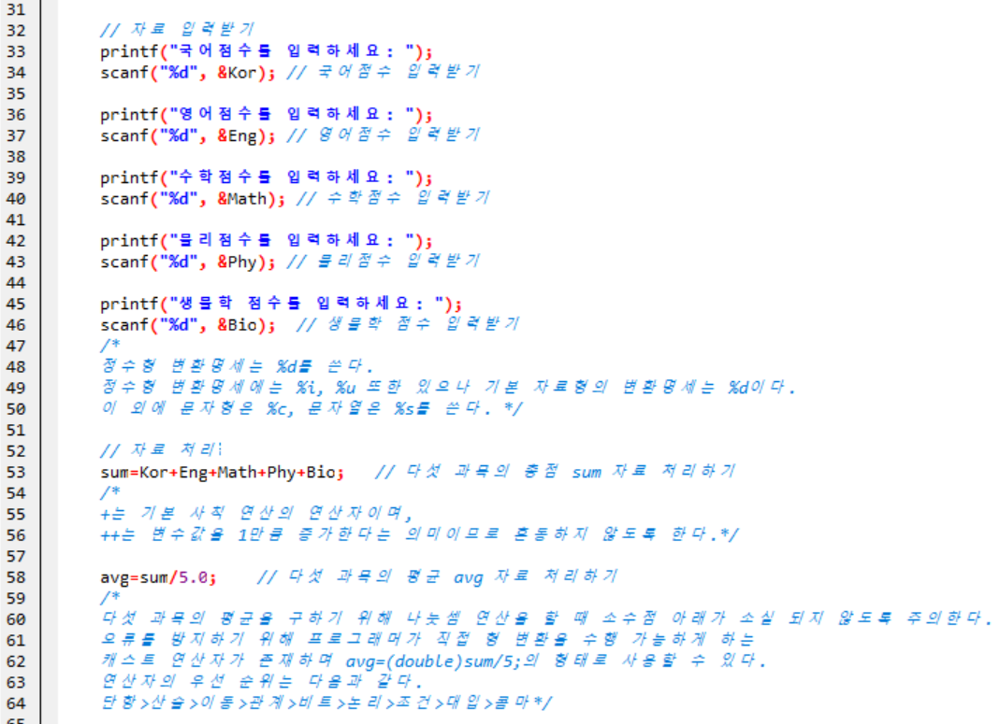 31
32 // 자료 입력받기
33 printf("국어점수를 입력하세요: ");
34 scanf("%d", &Kor); // 국어점수 입력받기
35
36 printf("영어점수를 입력하세요: ");
37 scanf("%d", &Eng); // 영어점수 입력받기
38
39 printf("수학점수를 입력하세요: ");
40 scanf("%d", &Math); // 수학점수 입력받기
41
42 printf("물리점수를 입력하세요: ");
43 scanf("%d", &Phy); // 물리점수 입력받기
44
45 printf("생물학 점수를 입력하세요: ");
46 scanf("%d", &Bio); // 생물학 점수 입력받기
47 /*
48 정수형 변환명세는 %d를 쓴다.
49 정수형 변환명세에는 %i, %u 또한 있으나 기본 자료형의 변환명세는 %d이다.
50 이 외에 문자형은 %c, 문자열은 %s를 쓴다. */
51
52 // 자료 처리
53 sum=Kor+Eng+Math+Phy+Bio; // 다섯 과목의 총점 sum 자료 처리하기
54 /*
55 +는 기본 사칙 연산의 연산자이며,
56 ++는 변수값을 1만큼 증가한다는 의미이므로 혼동하지 않도록 한다.*/
57
58 avg=sum/5.0; // 다섯 과목의 평균 avg 자료 처리하기
59 /*
60 다섯 과목의 평균을 구하기 위해 나눗셈 연산을 할 때 소수점 아래가 소실 되지 않도록 주의한다.
61 오류를 방지하기 위해 프로그래머가 직접 형 변환을 수행 가능하게 하는
62 캐스트 연산자가 존재하며 avg=(double)sum/5;의 형태로 사용할 수 있다.
63 연산자의 우선 순위는 다음과 같다.
64 단항>산술>이동>관계>비트>논리>조건>대입>콤마*/
65